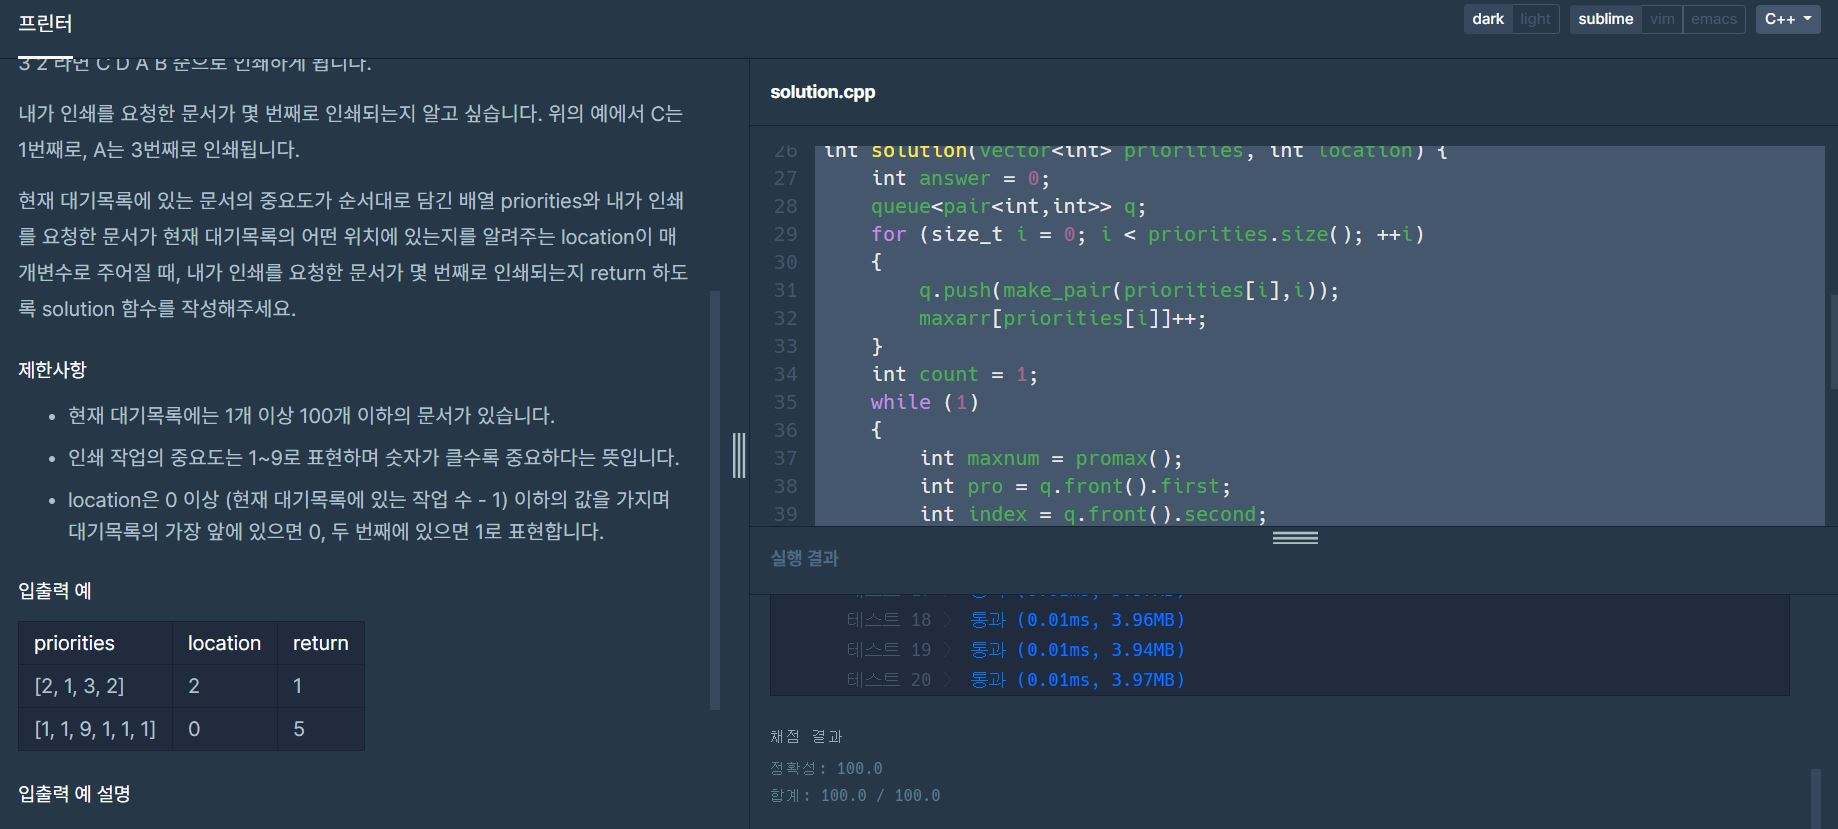 프린터
dark light sublime vim emacs C++
3 2 라면 C D A B 순으로 인쇄하게 됩니다.
내가 인쇄를 요청한 문서가 몇 번째로 인쇄되는지 알고 싶습니다. 위의 예에서 C는
1번째로, A는 3번째로 인쇄됩니다.
현재 대기목록에 있는 문서의 중요도가 순서대로 담긴 배열 priorities와 내가 인쇄
를 요청한 문서가 현재 대기목록의 어떤 위치에 있는지를 알려주는 location이 매
개변수로 주어질 때, 내가 인쇄를 요청한 문서가 몇 번째로 인쇄되는지 return 하도
록 solution 함수를 작성해주세요.
제한사항
• 현재 대기목록에는 1개 이상 100개 이하의 문서가 있습니다.
• 인쇄 작업의 중요도는 1~9로 표현하며 숫자가 클수록 중요하다는 뜻입니다.
• location은 0 이상 (현재 대기목록에 있는 작업 수 - 1) 이하의 값을 가지며
대기목록의 가장 앞에 있으면 0, 두 번째에 있으면 1로 표현합니다.
입출력 예
priorities location return
[2, 1, 3, 2] 2 1
[1, 1, 9, 1, 1, 1] 0 5
입출력 예 설명
solution.cpp
26 int solution(vector<int> priorities, int location) {
27 int answer = 0;
28 queue<pair<int,int>> q;
29 for (size_t i = 0; i < priorities.size(); ++i)
30 {
31 q.push(make_pair(priorities[i],i));
32 maxarr[priorities[i]]++;
33 }
34 int count = 1;
35 while (1)
36 {
37 int maxnum = promax();
38 int pro = q.front().first;
39 int index = q.front().second;
실행 결과
테스트 18 〉 통과 (0.01ms, 3.96MB)
테스트 19 〉 통과 (0.01ms, 3.94MB)
테스트 20 〉 통과 (0.01ms, 3.97MB)
채점 결과
정확성: 100.0
합계: 100.0 / 100.0